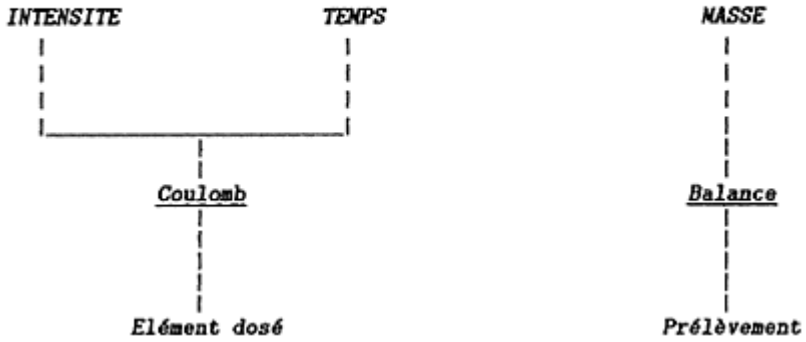 INTENSITE TEMPS MASSE
Coulomb Balance
Elément dosé Prélèvement